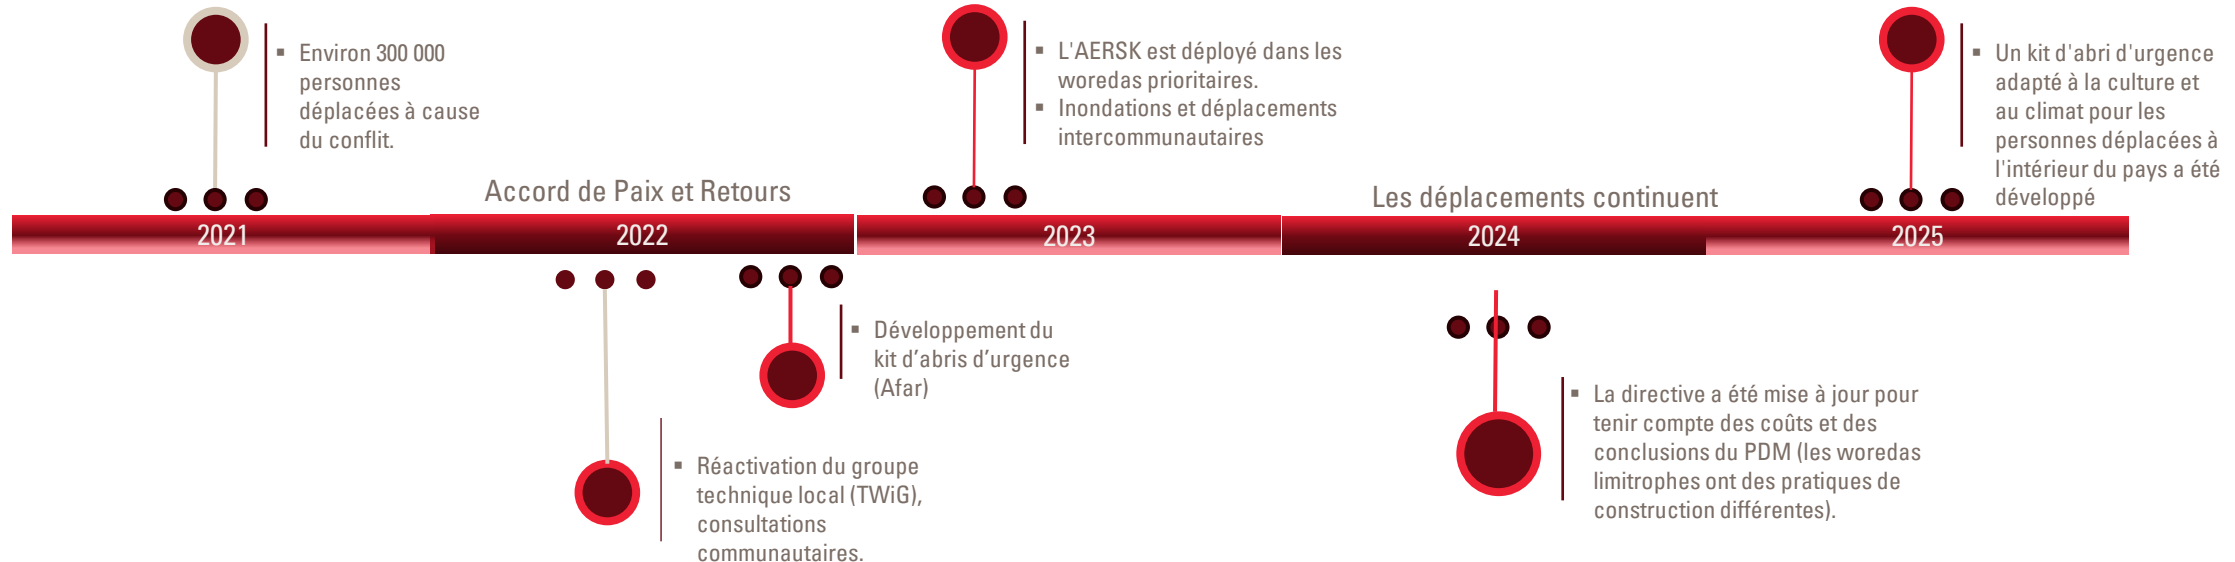 ▪ Environ 300 000
personnes
déplacées à cause
du conflit.
▪ L'AERSK est déployé dans les
woredas prioritaires.
▪ Inondations et déplacements
intercommunautaires
▪ Un kit d'abri d'urgence
adapté à la culture et
au climat pour les
personnes déplacées à
l'intérieur du pays a été
développé
Accord de Paix et Retours
Les déplacements continuent
2021
2022
2023
2024
2025
▪ Développement du
kit d’abris d’urgence
(Afar)
▪ Réactivation du groupe
technique local (TWiG),
consultations
communautaires.
▪ La directive a été mise à jour pour
tenir compte des coûts et des
conclusions du PDM (les woredas
limitrophes ont des pratiques de
construction différentes).